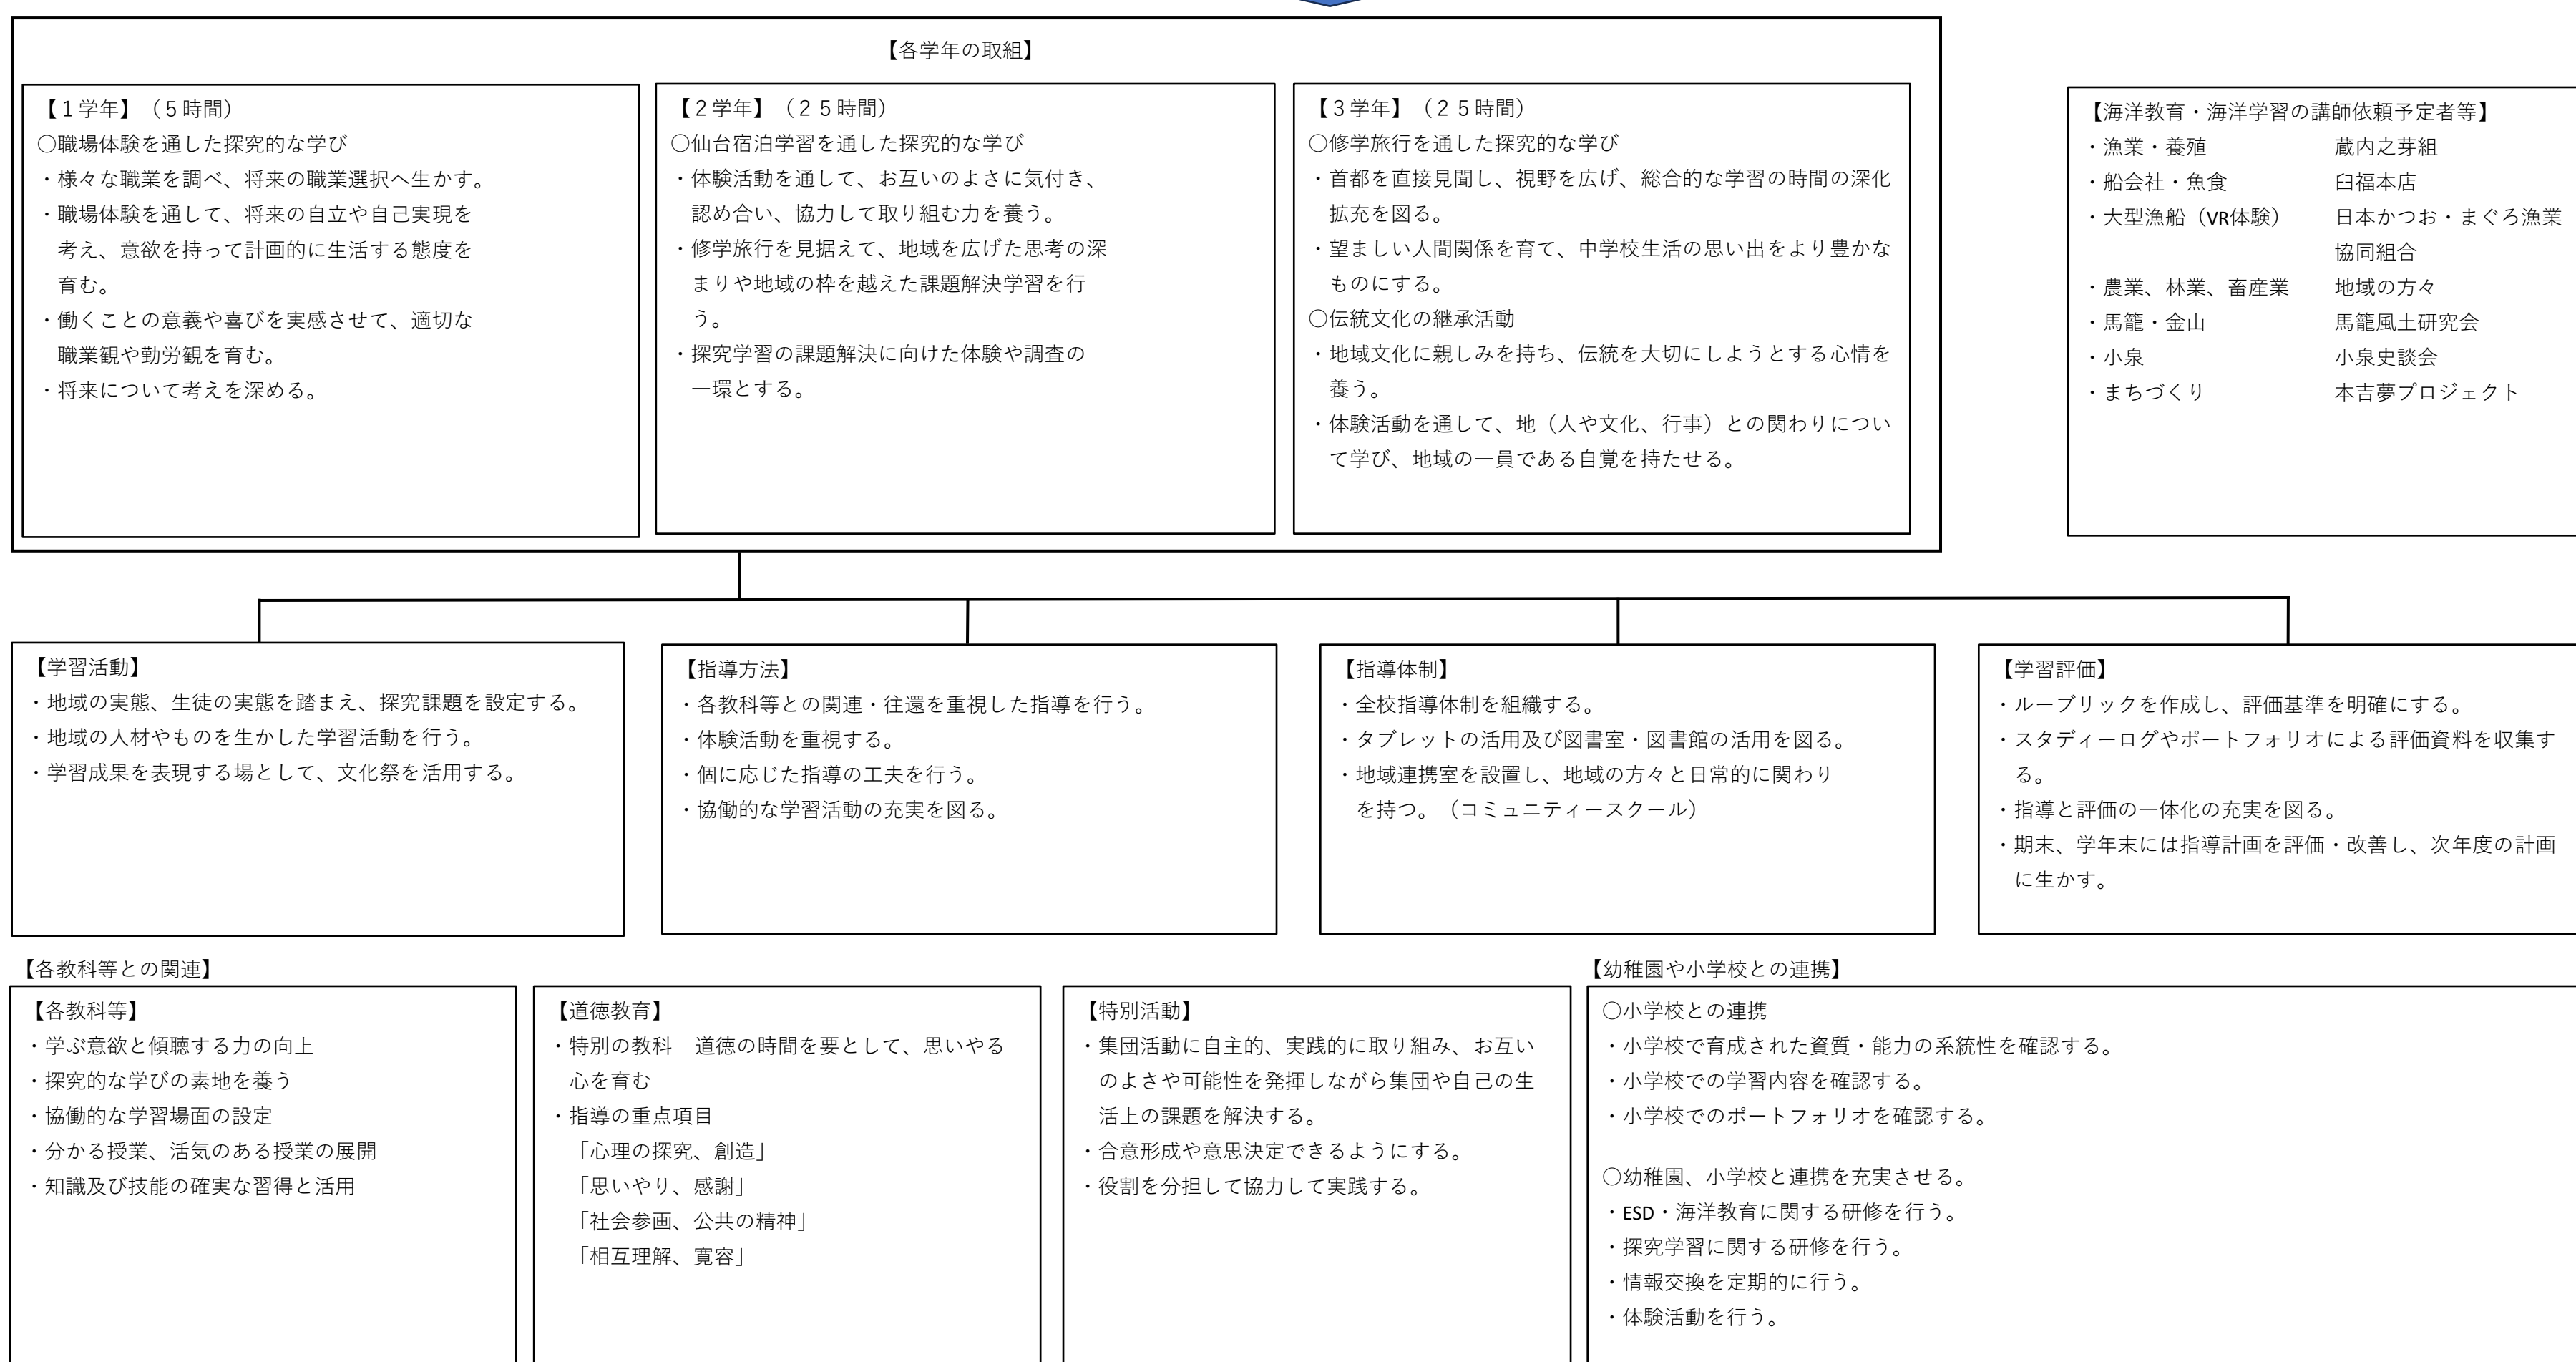 【各学年の取組】
【１学年】（５時間）
○職場体験を通した探究的な学び
・様々な職業を調べ、将来の職業選択へ生かす。
・職場体験を通して、将来の自立や自己実現を
考え、意欲を持って計画的に生活する態度を
育む。
・働くことの意義や喜びを実感させて、適切な
職業観や勤労観を育む。
・将来について考えを深める。
【２学年】（２５時間）
○仙台宿泊学習を通した探究的な学び
・体験活動を通して、お互いのよさに気付き、
認め合い、協力して取り組む力を養う。
・修学旅行を見据えて、地域を広げた思考の深
まりや地域の枠を越えた課題解決学習を行
う。
・探究学習の課題解決に向けた体験や調査の
一環とする。
【３学年】（２５時間）
○修学旅行を通した探究的な学び
・首都を直接見聞し、視野を広げ、総合的な学習の時間の深化
拡充を図る。
・望ましい人間関係を育て、中学校生活の思い出をより豊かな
ものにする。
○伝統文化の継承活動
・地域文化に親しみを持ち、伝統を大切にしようとする心情を
養う。
・体験活動を通して、地（人や文化、行事）との関わりについ
て学び、地域の一員である自覚を持たせる。
【海洋教育・海洋学習の講師依頼予定者等】
・漁業・養殖 蔵内之芽組
・船会社・魚食 臼福本店
・大型漁船（VR体験） 日本かつお・まぐろ漁業
協同組合
・農業、林業、畜産業 地域の方々
・馬籠・金山 馬籠風土研究会
・小泉 小泉史談会
・まちづくり 本吉夢プロジェクト
【学習活動】
・地域の実態、生徒の実態を踏まえ、探究課題を設定する。
・地域の人材やものを生かした学習活動を行う。
・学習成果を表現する場として、文化祭を活用する。
【指導方法】
・各教科等との関連・往還を重視した指導を行う。
・体験活動を重視する。
・個に応じた指導の工夫を行う。
・協働的な学習活動の充実を図る。
【指導体制】
・全校指導体制を組織する。
・タブレットの活用及び図書室・図書館の活用を図る。
・地域連携室を設置し、地域の方々と日常的に関わり
を持つ。（コミュニティースクール）
【学習評価】
・ルーブリックを作成し、評価基準を明確にする。
・スタディーログやポートフォリオによる評価資料を収集す
る。
・指導と評価の一体化の充実を図る。
・期末、学年末には指導計画を評価・改善し、次年度の計画
に生かす。
【各教科等との関連】
【各教科等】
・学ぶ意欲と傾聴する力の向上
・探究的な学びの素地を養う
・協働的な学習場面の設定
・分かる授業、活気のある授業の展開
・知識及び技能の確実な習得と活用
【道徳教育】
・特別の教科　道徳の時間を要として、思いやる
心を育む
・指導の重点項目
「心理の探究、創造」
「思いやり、感謝」
「社会参画、公共の精神」
「相互理解、寛容」
【特別活動】
・集団活動に自主的、実践的に取り組み、お互い
のよさや可能性を発揮しながら集団や自己の生
活上の課題を解決する。
・合意形成や意思決定できるようにする。
・役割を分担して協力して実践する。
【幼稚園や小学校との連携】
○小学校との連携
・小学校で育成された資質・能力の系統性を確認する。
・小学校での学習内容を確認する。
・小学校でのポートフォリオを確認する。
○幼稚園、小学校と連携を充実させる。
・ESD・海洋教育に関する研修を行う。
・探究学習に関する研修を行う。
・情報交換を定期的に行う。
・体験活動を行う。